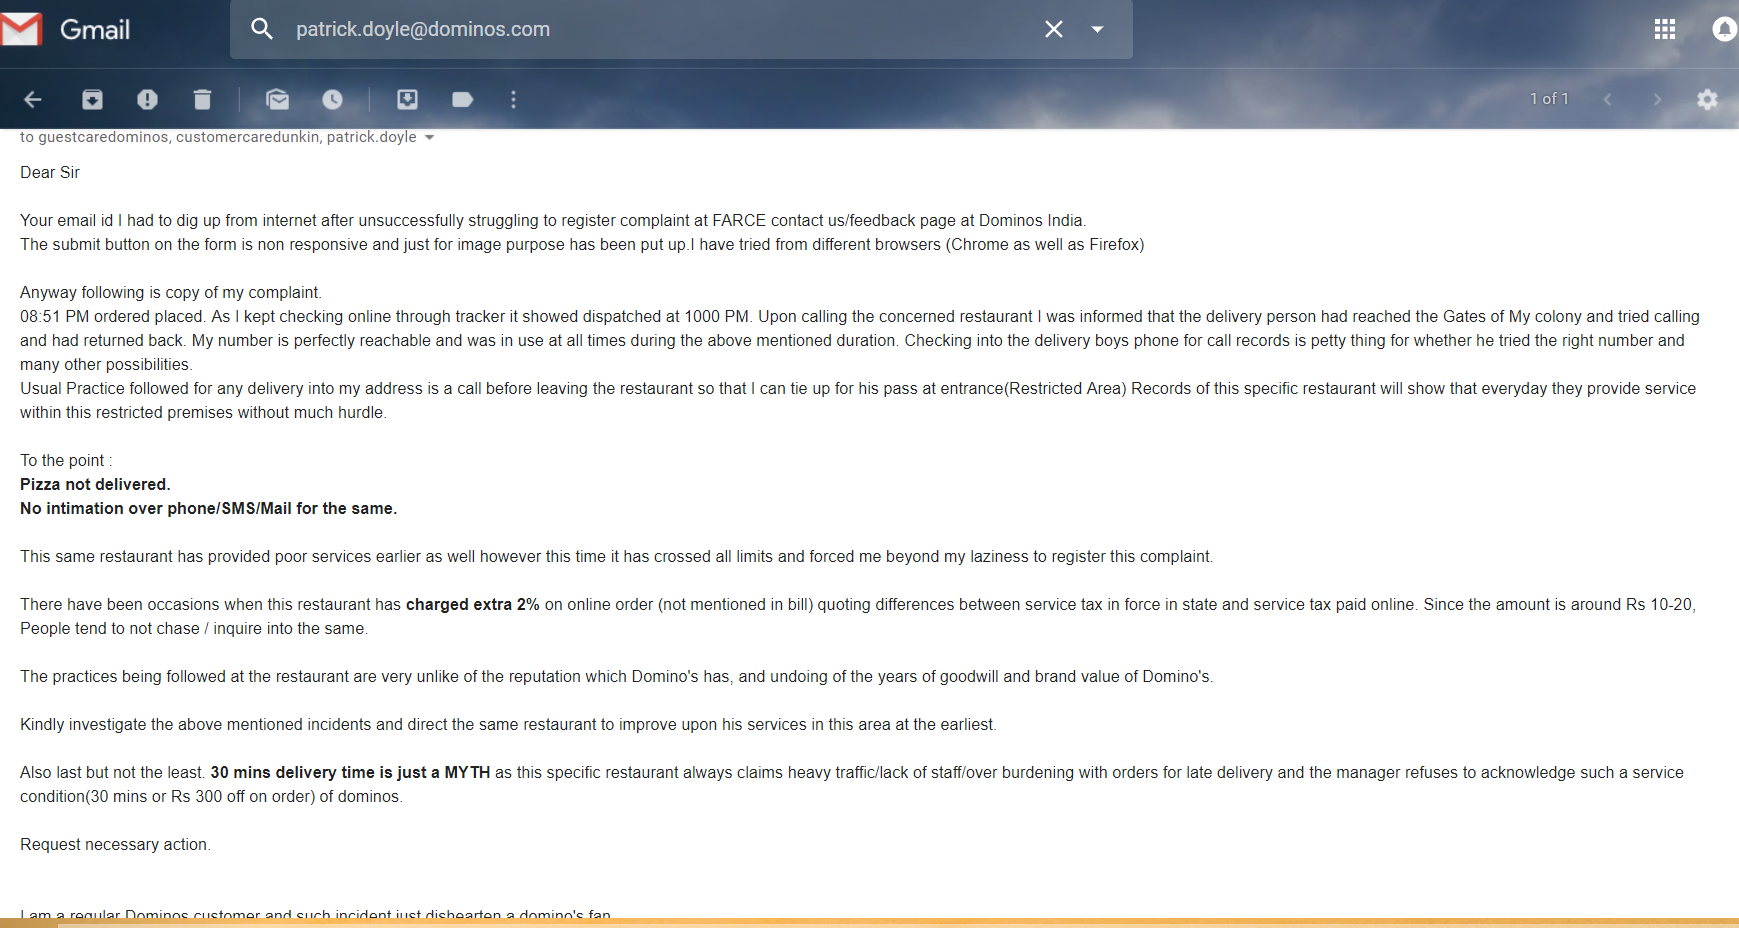 Gmail
patrick.doyle@dominos.com
1 of 1
to guestcaredominos, customercaredunkin, patrick.doyle
Dear Sir
Your email id I had to dig up from internet after unsuccessfully struggling to register complaint at FARCE contact us/feedback page at Dominos India.
The submit button on the form is non responsive and just for image purpose has been put up.I have tried from different browsers (Chrome as well as Firefox)
Anyway following is copy of my complaint.
08:51 PM ordered placed. As I kept checking online through tracker it showed dispatched at 1000 PM. Upon calling the concerned restaurant I was informed that the delivery person had reached the Gates of My colony and tried calling
and had returned back. My number is perfectly reachable and was in use at all times during the above mentioned duration. Checking into the delivery boys phone for call records is petty thing for whether he tried the right number and
many other possibilities.
Usual Practice followed for any delivery into my address is a call before leaving the restaurant so that I can tie up for his pass at entrance(Restricted Area) Records of this specific restaurant will show that everyday they provide service
within this restricted premises without much hurdle.
To the point :
Pizza not delivered.
No intimation over phone/SMS/Mail for the same.
This same restaurant has provided poor services earlier as well however this time it has crossed all limits and forced me beyond my laziness to register this complaint.
There have been occasions when this restaurant has charged extra 2% on online order (not mentioned in bill) quoting differences between service tax in force in state and service tax paid online. Since the amount is around Rs 10-20,
People tend to not chase / inquire into the same.
The practices being followed at the restaurant are very unlike of the reputation which Domino's has, and undoing of the years of goodwill and brand value of Domino's.
Kindly investigate the above mentioned incidents and direct the same restaurant to improve upon his services in this area at the earliest.
Also last but not the least. 30 mins delivery time is just a MYTH as this specific restaurant always claims heavy traffic/lack of staff/over burdening with orders for late delivery and the manager refuses to acknowledge such a service
condition(30 mins or Rs 300 off on order) of dominos.
Request necessary action.
I am a regular Dominos customer and such incident just dishearten a domino's fan